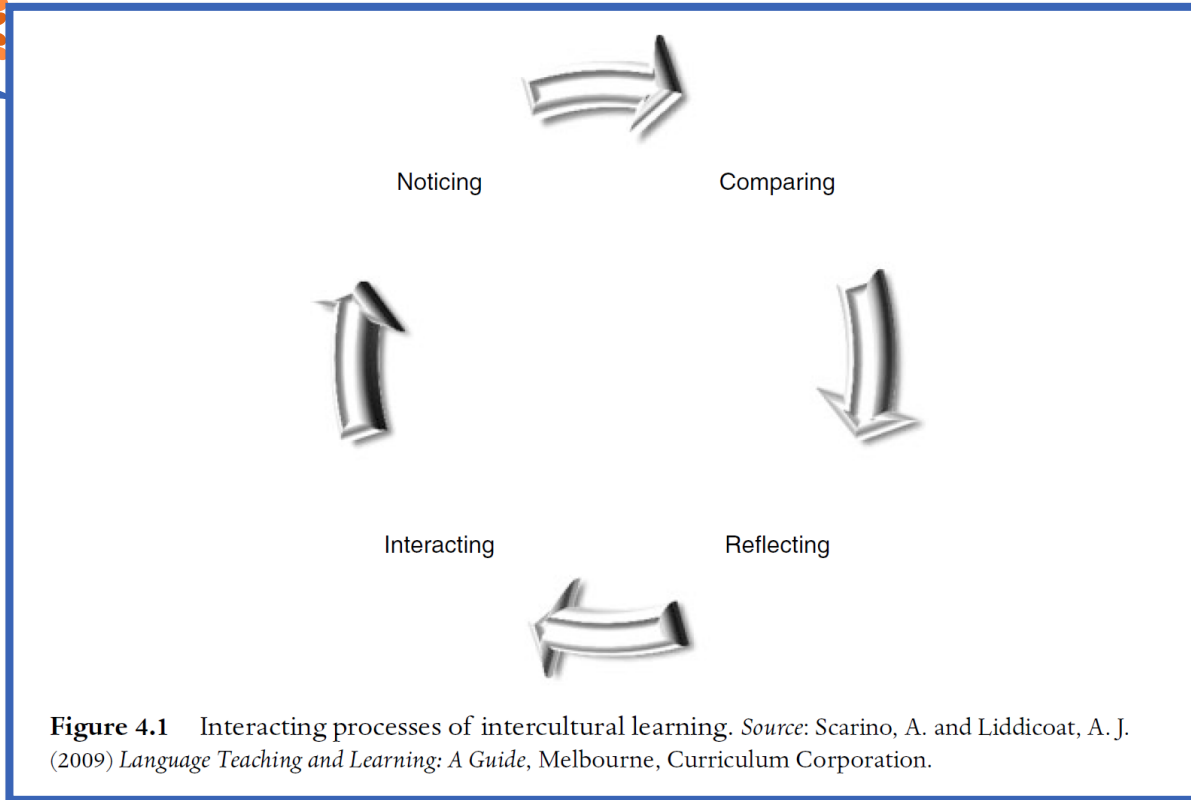 Noticing
Comparing
Interacting
Reflecting
Figure 4.1 Interacting processes of intercultural learning. Source: Scarino, A. and Liddicoat, A. J.
(2009) Language Teaching and Learning: A Guide, Melbourne, Curriculum Corporation.